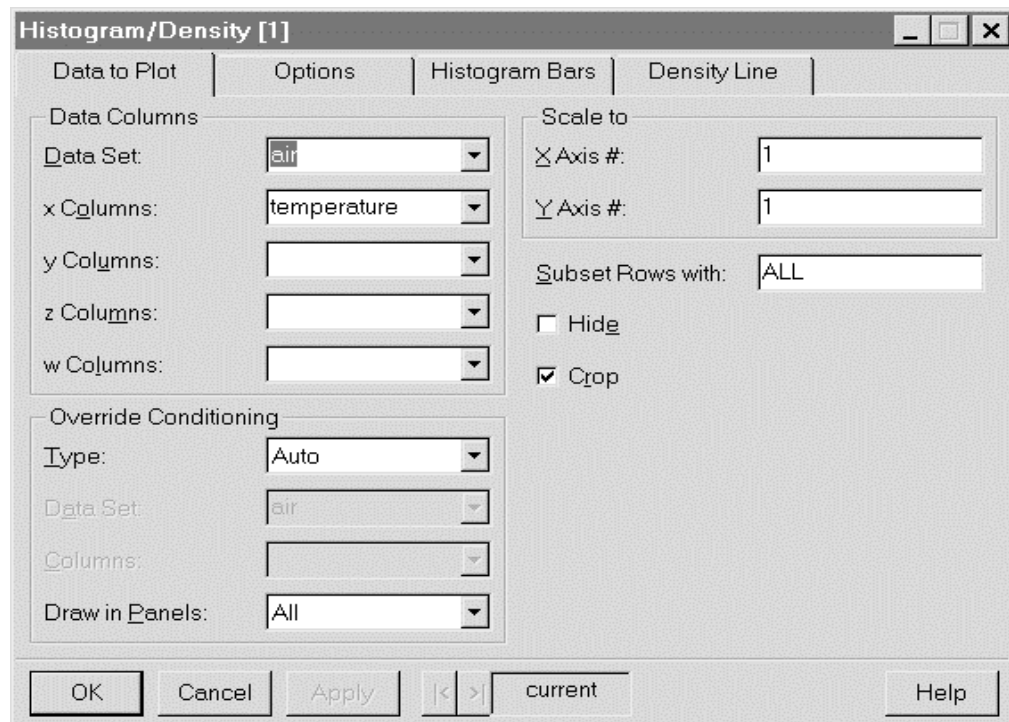 Histogram/Density [1]
Data to Plot Options Histogram Bars Density Line
Data Columns
Data Set: air
x Columns: temperature
y Columns:
z Columns:
w Columns:
Override Conditioning
Type: Auto
Data Set: air
Columns:
Draw in Panels: All
Scale to
X Axis #: 1
Y Axis #: 1
Subset Rows with: ALL
Hide
Crop
OK Cancel Apply |< >| current Help